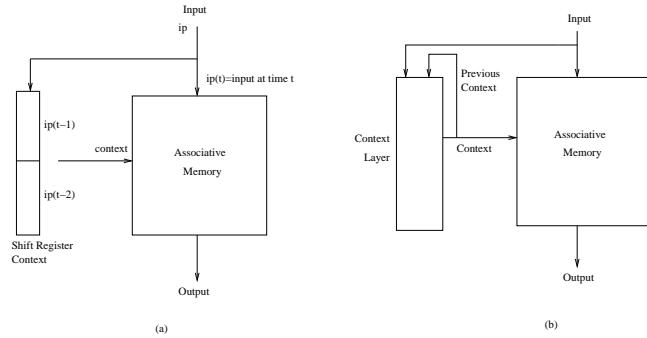 Input
ip
ip(t)=input at time t
ip(t−1)
context
Associative
Memory
ip(t−2)
Shift Register
Context
Output
(a)
Input
Previous
Context
Context
Layer
Context
Associative
Memory
Output
(b)